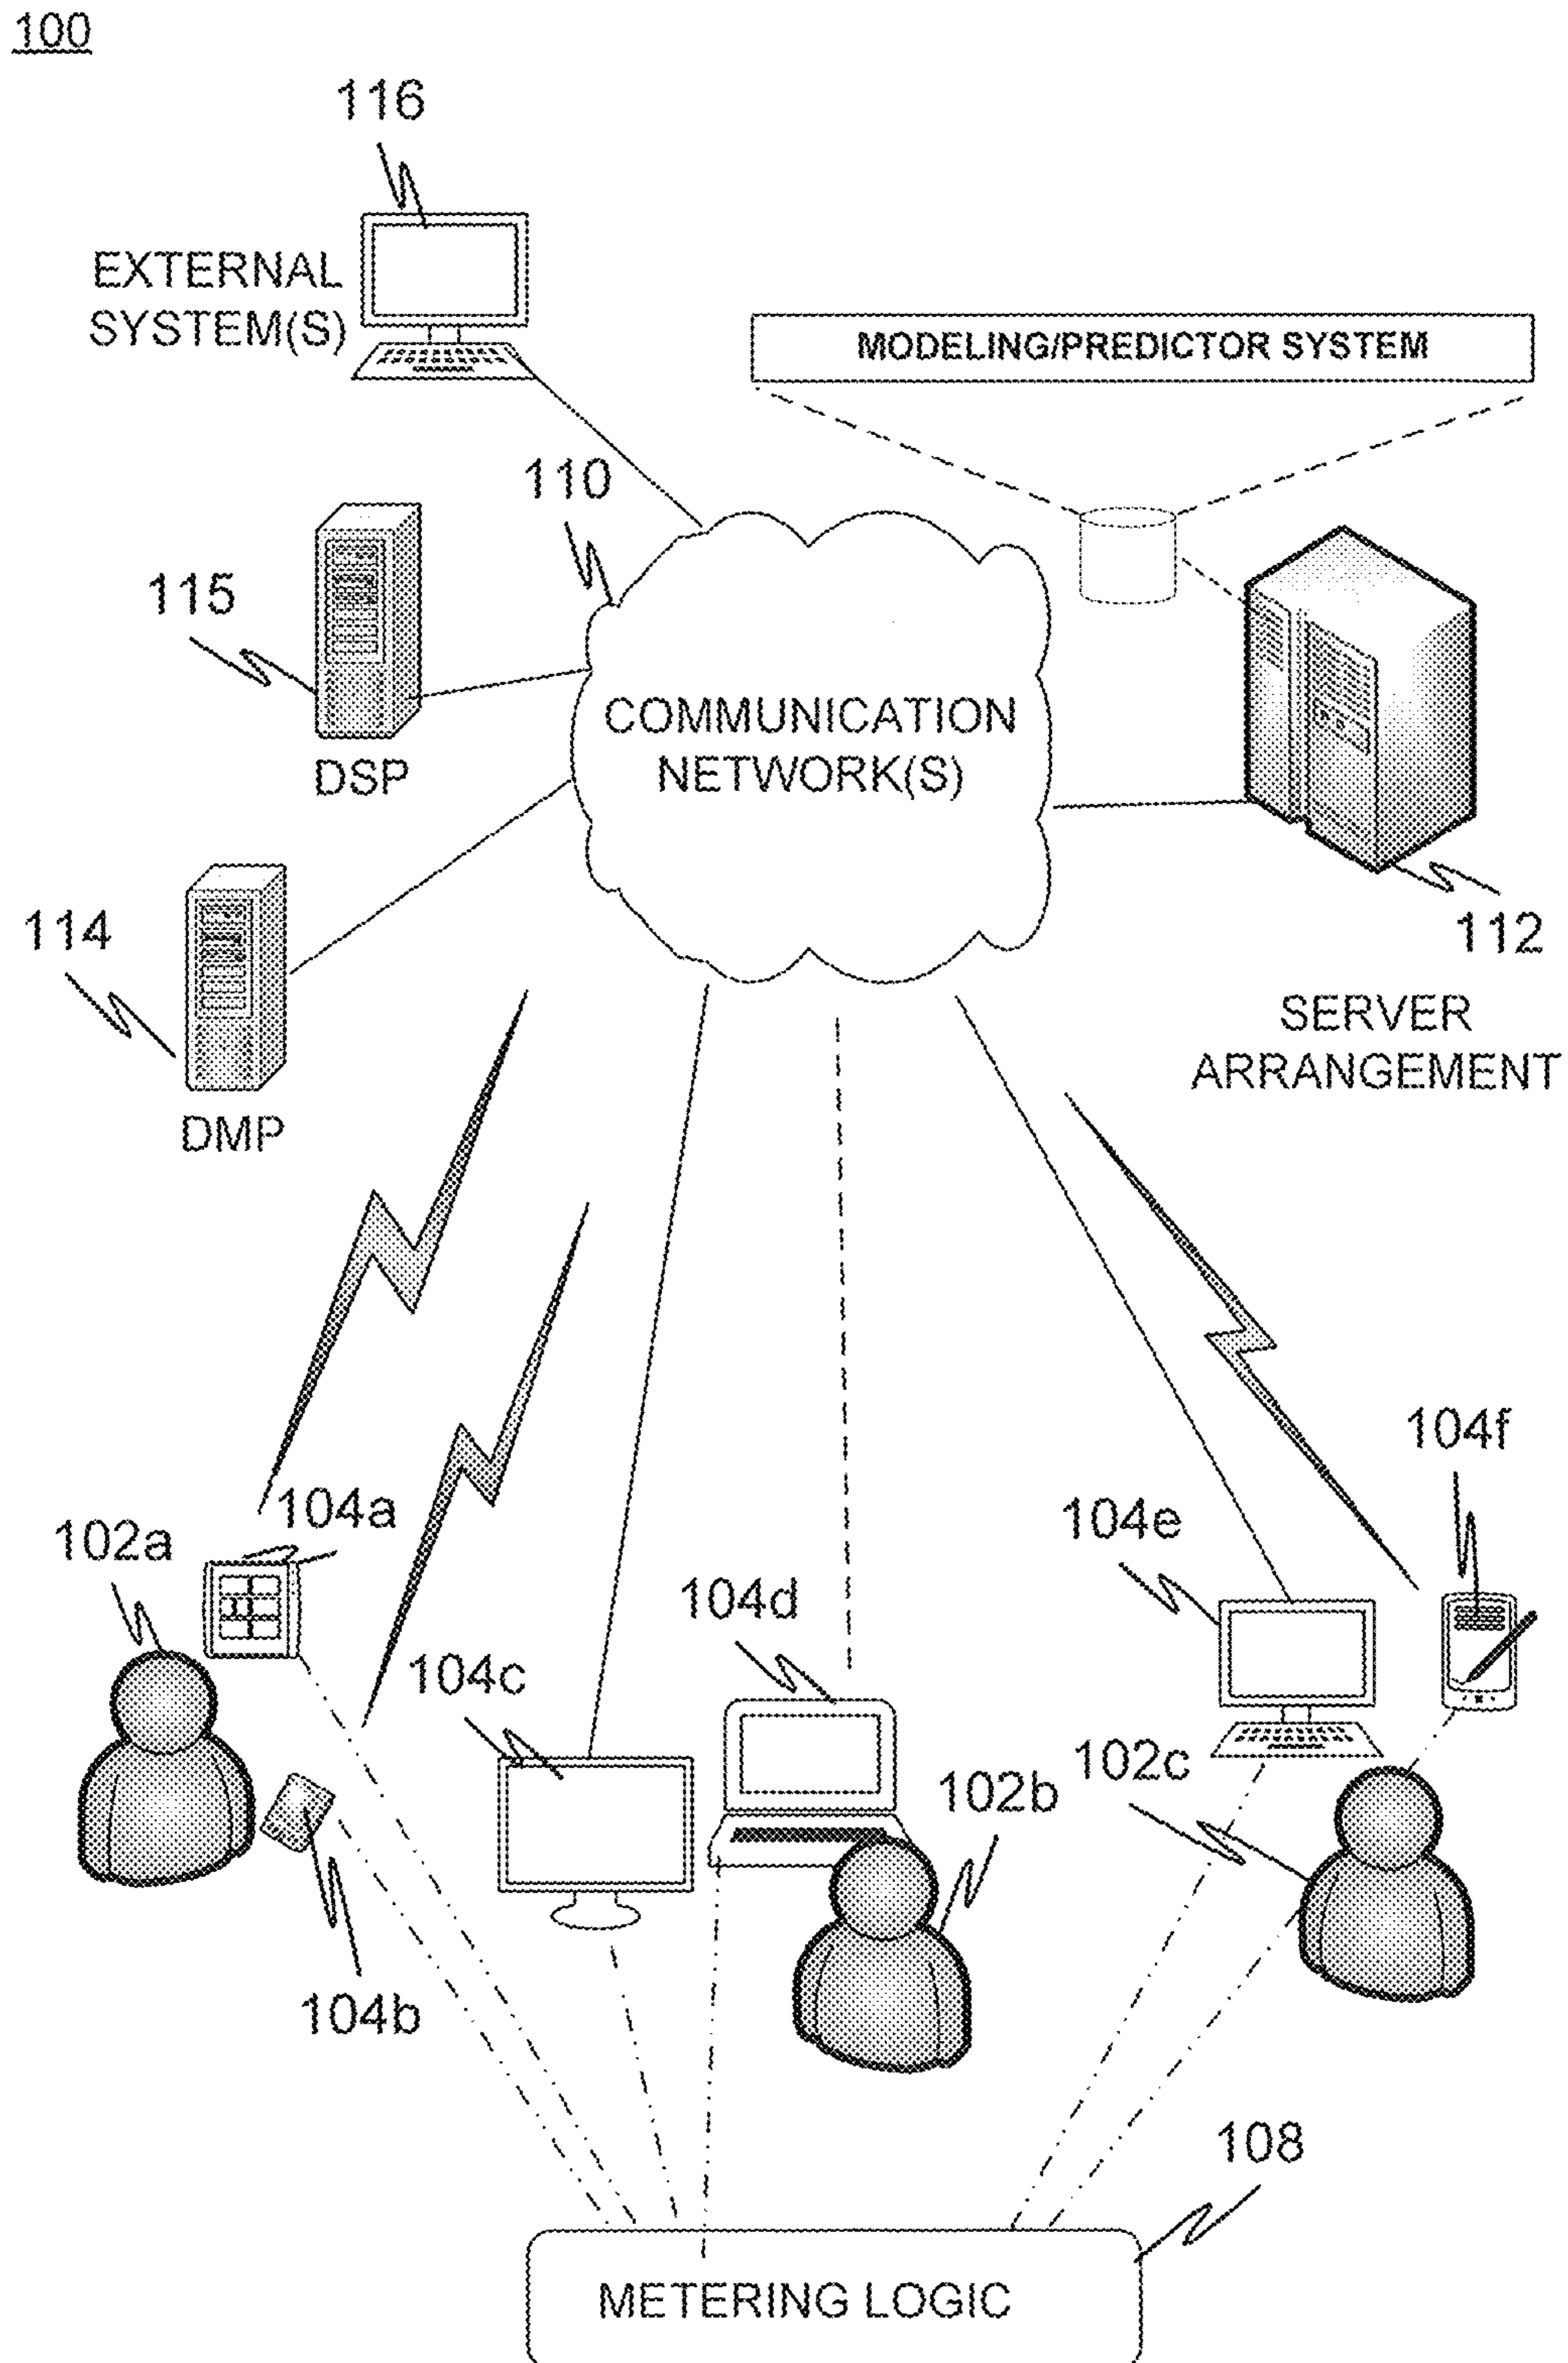 100
116
EXTERNAL
SYSTEM(S)
MODELING/PREDICTOR SYSTEM
110
115
COMMUNICATION
NETWORK(S)
DSP
114
112
SERVER
ARRANGEMENT
DMP
104f
104a
104e
102a
104d
104c
102c
102b
104b
108
METERING LOGIC